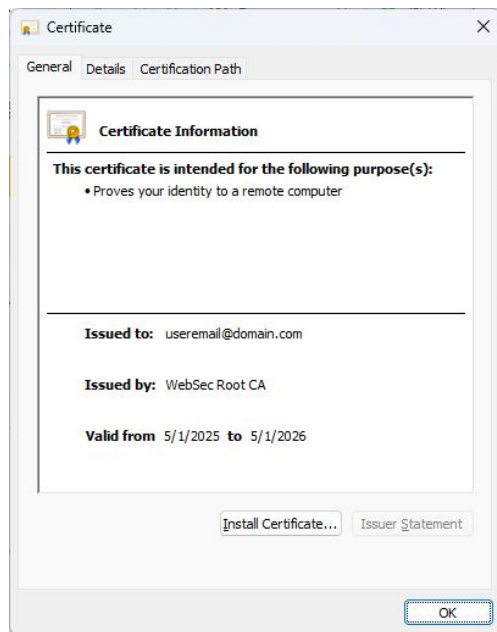 Certificate
General Details Certification Path
Certificate Information
This certificate is intended for the following purpose(s):
• Proves your identity to a remote computer
Issued to: useremail@domain.com
Issued by: WebSec Root CA
Valid from 5/1/2025 to 5/1/2026
Install Certificate... Issuer Statement
OK